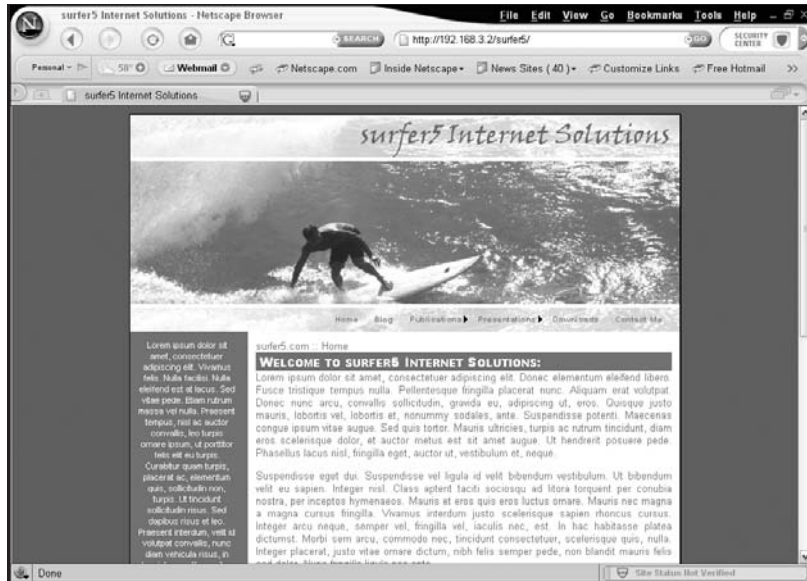 surfer5 Internet Solutions - Netscape Browser
File Edit View Go Bookmarks Tools Help
N
SEARCH
http://192.168.3.2/surfer5/
GO
SECURITY CENTER
Personal
58°
Webmail
Netscape.com
Inside Netscape
News Sites ( 40 )
Customize Links
Free Hotmail
>>
surfer5 Internet Solutions
surfer5 Internet Solutions
Home Blog Publications Presentations Downloads Contact Me
Lorem ipsum dolor sit
amet, consectetuer
adipiscing elit. Vivamus
felis. Nulla facilisi. Nulla
eleifend est at lacus. Sed
vitae pede. Etiam rutrum
massa vel nulla. Praesent
tempus, nisl ac auctor
convallis, leo turpis
ornare ipsum, ut porttitor
felis elit eu turpis.
Curabitur quam turpis,
placerat ac, elementum
quis, sollicitudin non,
turpis. Ut tincidunt
sollicitudin risus. Sed
dapibus risus et leo.
Praesent interdum, velit id
volutpat convallis, nunc
diam vehicula risus, in
surfer5.com :: Home
Welcome to surfer5 Internet Solutions:
Lorem ipsum dolor sit amet, consectetuer adipiscing elit. Donec elementum eleifend libero.
Fusce tristique tempus nulla. Pellentesque fringilla placerat nunc. Aliquam erat volutpat.
Donec nunc arcu, convallis sollicitudin, gravida eu, adipiscing ut, eros. Quisque justo
mauris, lobortis vel, lobortis et, nonummy sodales, ante. Suspendisse potenti. Maecenas
congue ipsum vitae augue. Sed quis tortor. Mauris ultricies, turpis ac rutrum tincidunt, diam
eros scelerisque dolor, et auctor metus est sit amet augue. Ut hendrerit posuere pede.
Phasellus lacus nisl, fringilla eget, auctor ut, vestibulum et, neque.
Suspendisse eget dui. Suspendisse vel ligula id velit bibendum vestibulum. Ut bibendum
velit eu sapien. Integer nisl. Class aptent taciti sociosqu ad litora torquent per conubia
nostra, per inceptos hymenaeos. Mauris et eros quis eros luctus ornare. Mauris nec magna
a magna cursus fringilla. Vivamus interdum justo scelerisque sapien rhoncus cursus.
Integer arcu neque, semper vel, fringilla vel, iaculis nec, est. In hac habitasse platea
dictumst. Morbi sem arcu, commodo nec, tincidunt consectetuer, scelerisque quis, nulla.
Integer placerat, justo vitae ornare dictum, nibh felis semper pede, non blandit mauris felis
Done
Site Status Not Verified